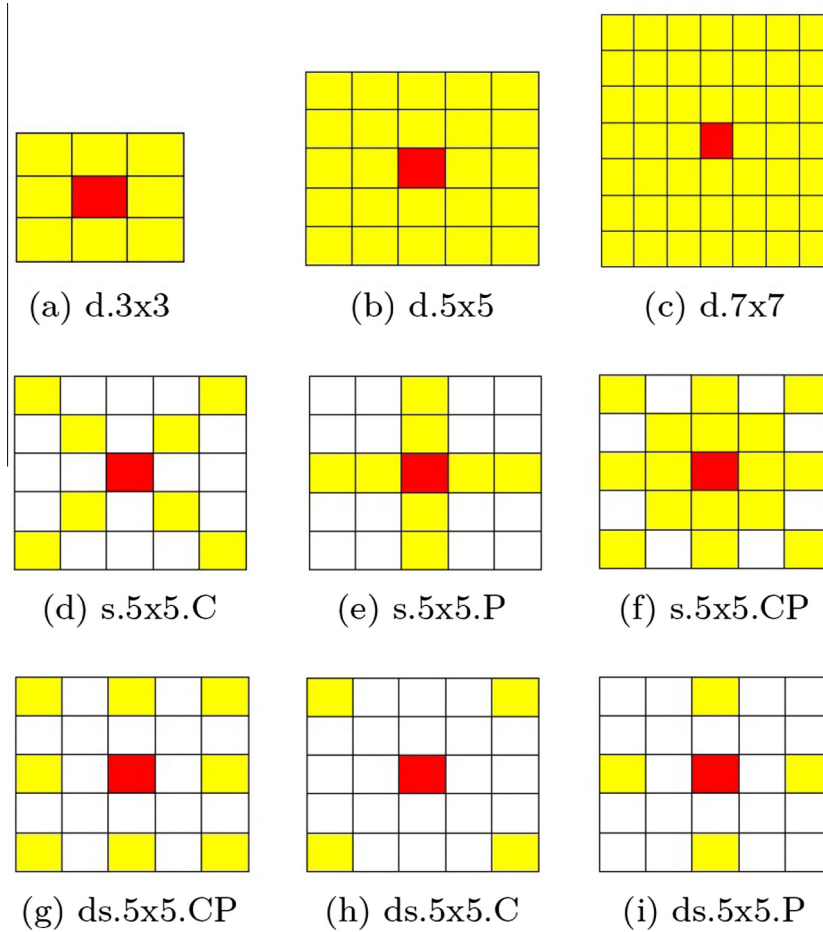 (a) d.3x3
(b) d.5x5
(c) d.7x7
(d) s.5x5.C
(e) s.5x5.P
(f) s.5x5.CP
(g) ds.5x5.CP
(h) ds.5x5.C
(i) ds.5x5.P